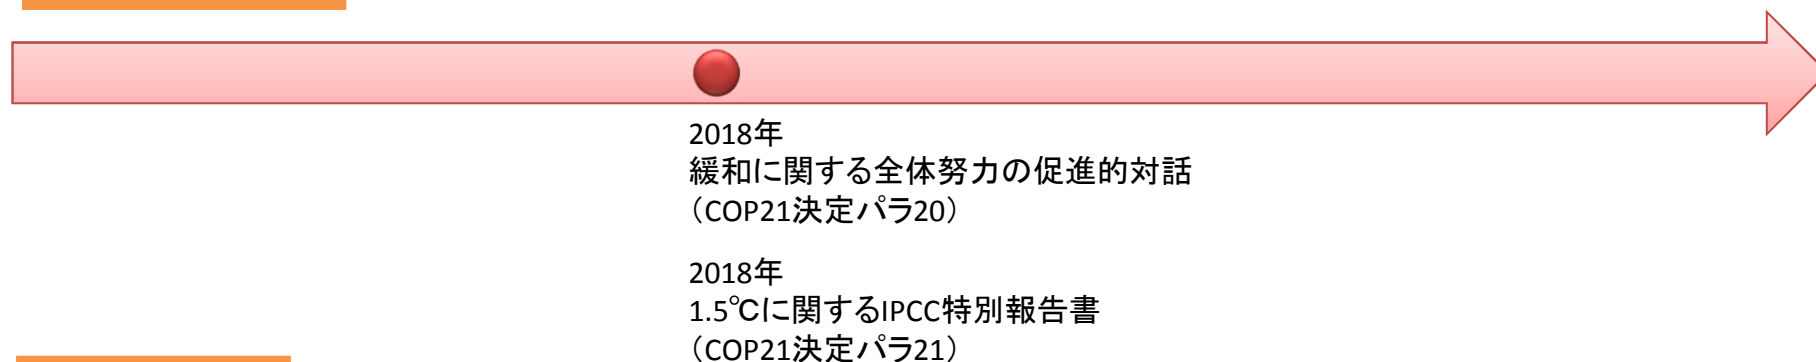 2018年
緩和に関する全体努力の促進的対話
（COP21決定パラ20）
2018年
1.5℃に関するIPCC特別報告書
（COP21決定パラ21）